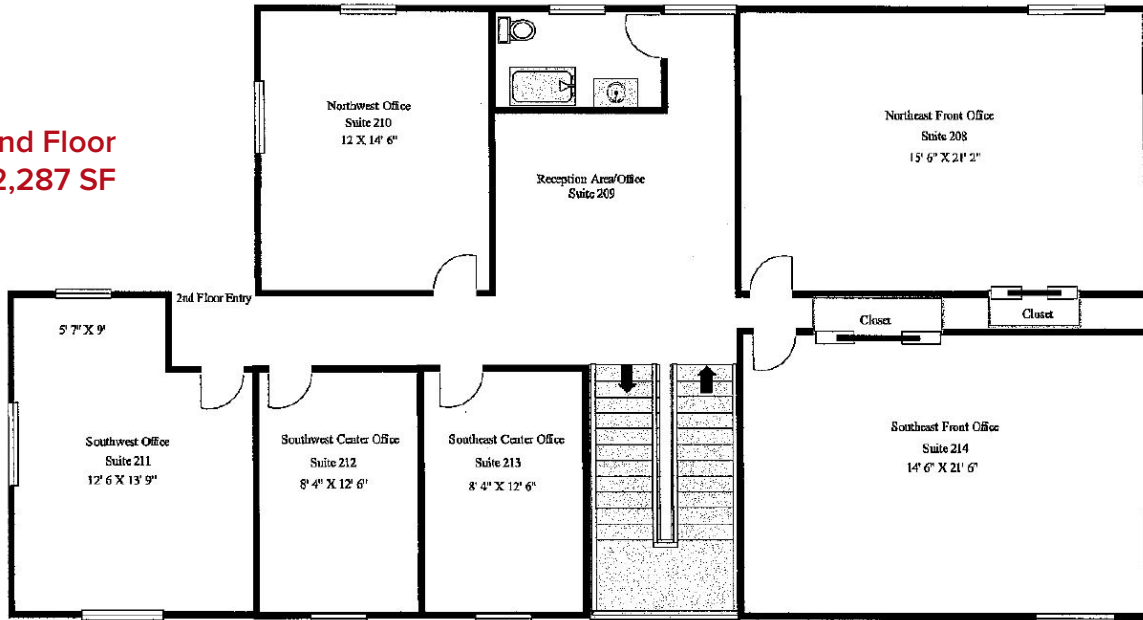 nd Floor
2,287 SF
Northwest Office
Suite 210
12 X 14' 6"
Reception Area/Office
Suite 209
Northeast Front Office
Suite 208
15' 6" X 21' 2"
2nd Floor Entry
5' 7" X 9'
Closet
Closet
Southwest Office
Suite 211
12' 6 X 13' 9"
Southwest Center Office
Suite 212
8' 4" X 12' 6"
Southeast Center Office
Suite 213
8' 4" X 12' 6"
Southeast Front Office
Suite 214
14' 6" X 21' 6"